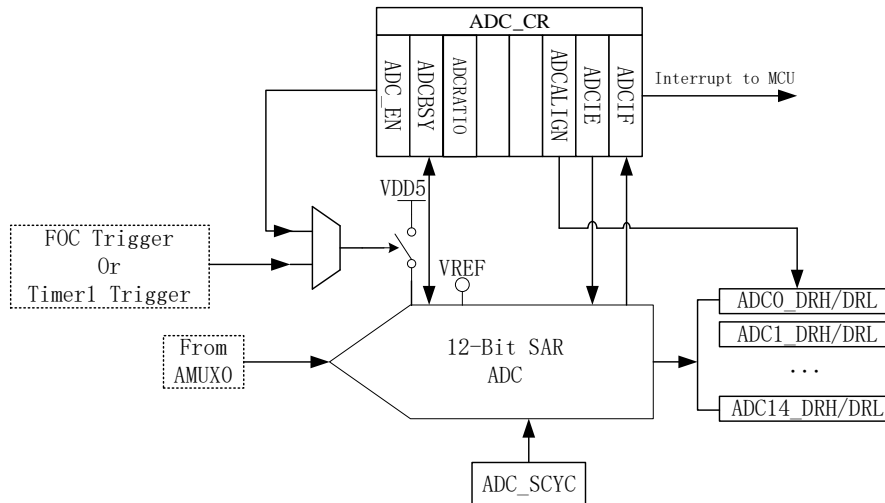 ADC_CR
ADC_EN
ADCBSY
ADCRATIO
ADCALIGN
ADCIE
ADCIF
Interrupt to MCU
VDD5
FOC Trigger
Or
Timer1 Trigger
VREF
ADC0_DRH/DRL
ADC1_DRH/DRL
...
ADC14_DRH/DRL
From
AMUX0
12-Bit SAR
ADC
ADC_SCYC